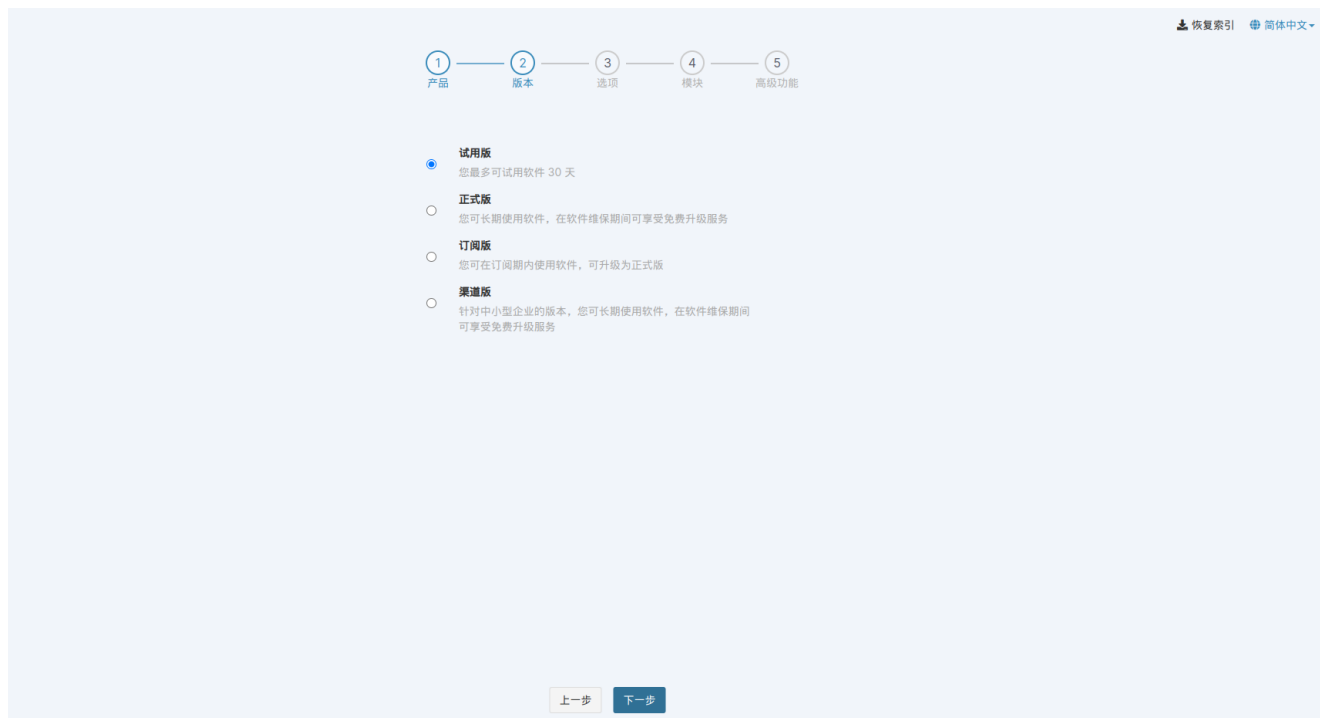 恢复索引 简体中文
1 2 3 4 5
产品 版本 选项 模块 高级功能
试用版
您最多可试用软件 30 天
正式版
您可长期使用软件，在软件维保期间可享受免费升级服务
订阅版
您可在订阅期内使用软件，可升级为正式版
渠道版
针对中小型企业的版本，您可长期使用软件，在软件维保期间
可享受免费升级服务
上一步 下一步